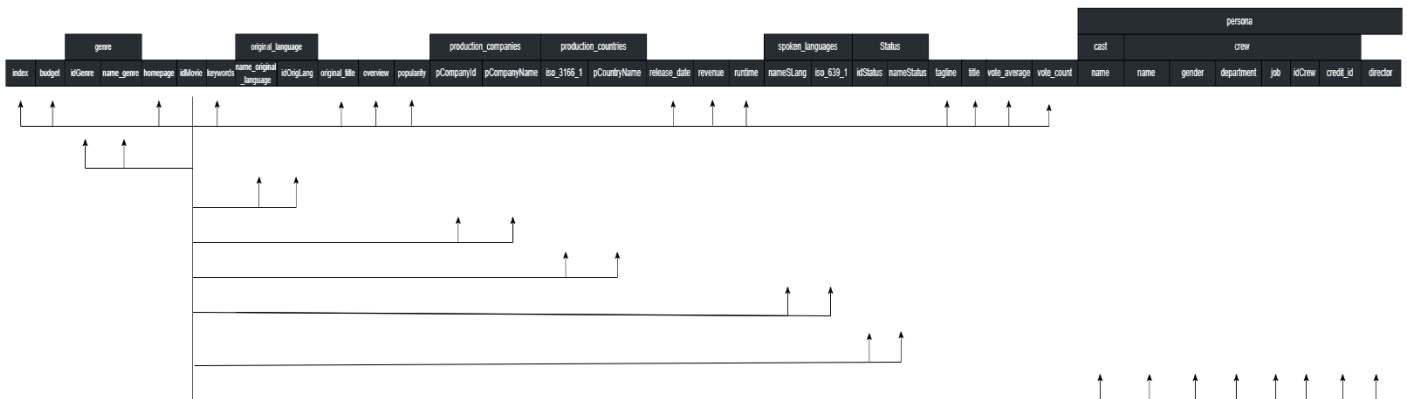 persona
genre original_language production_companies production_countries spoken_languages Status cast crew
index budget idGenre name_genre homepage idMovie keywords name_original_language idOrigLang original_title overview popularity pCompanyId pCompanyName iso_3166_1 pCountryName release_date revenue runtime nameSLang iso_639_1 idStatus nameStatus tagline title vote_average vote_count name name gender department job idCrew credit_id director